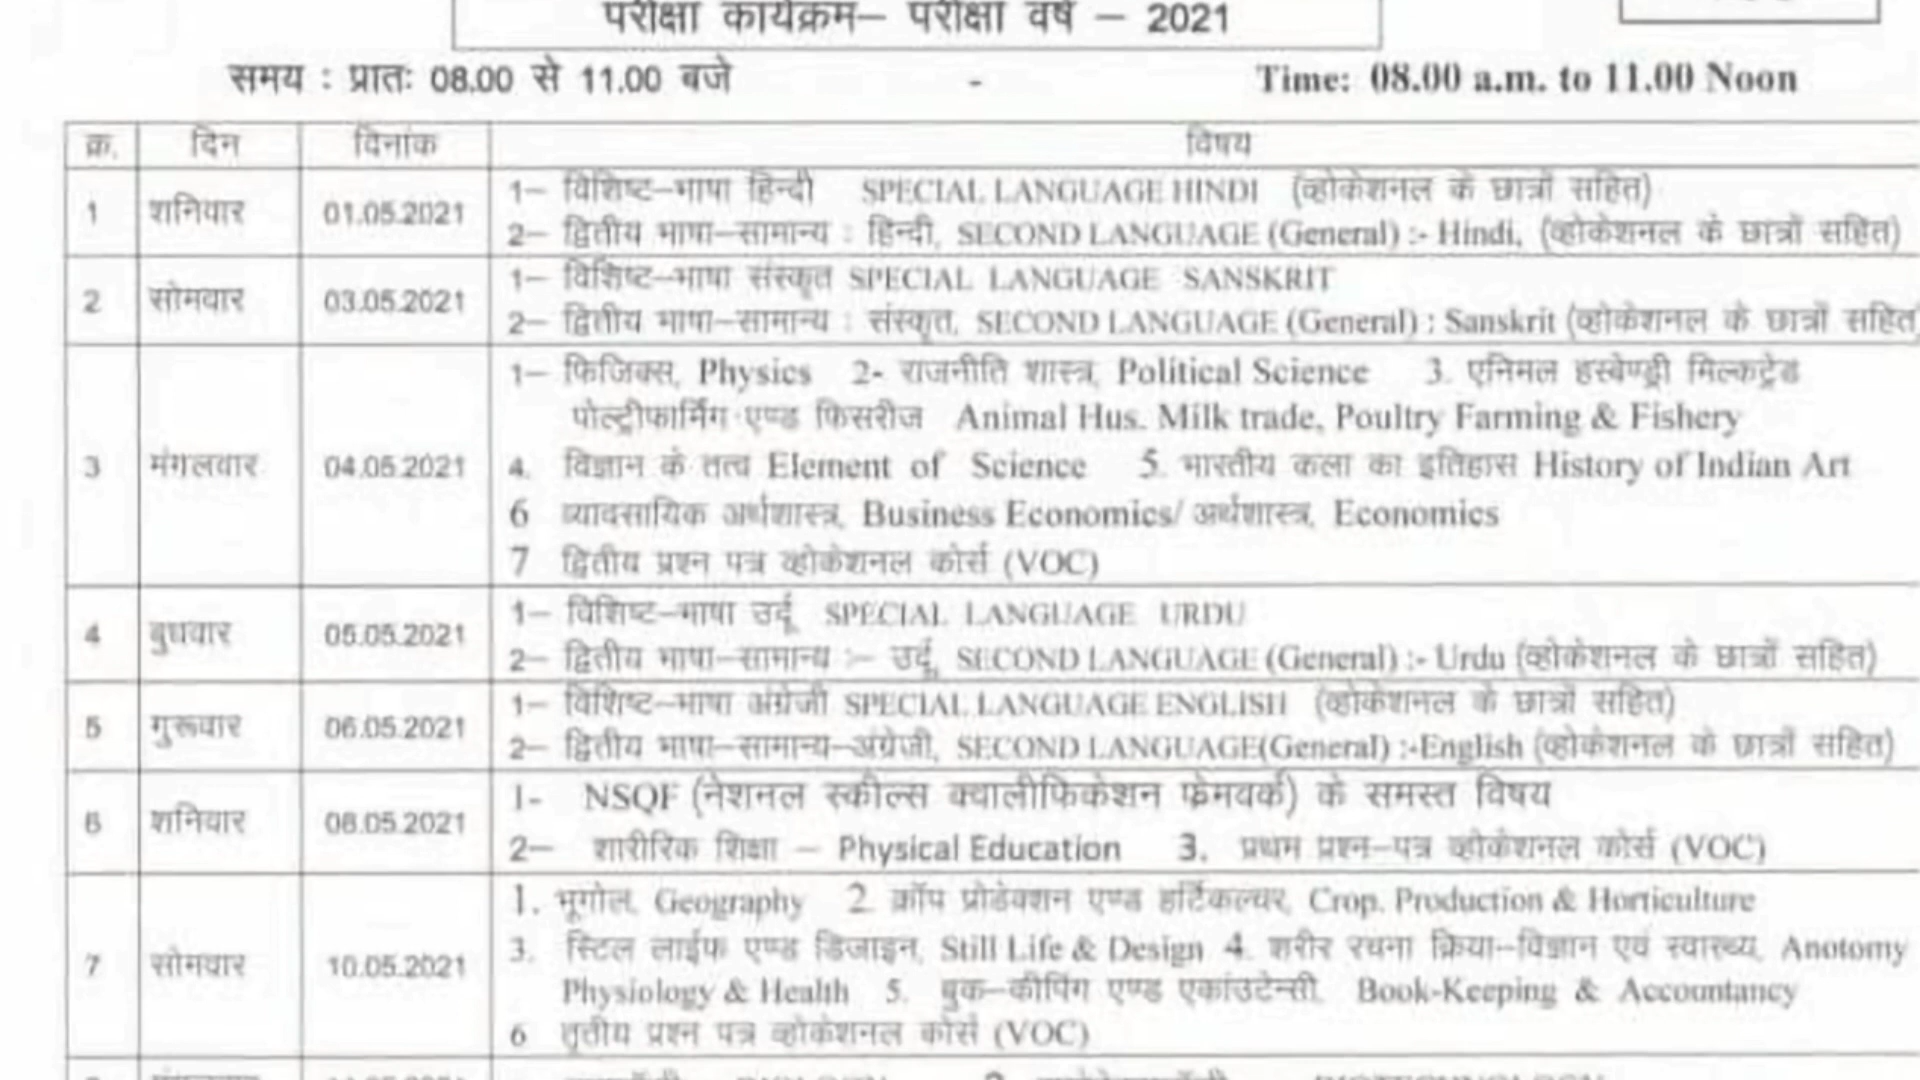 परीक्षा कार्यक्रम– परीक्षा वर्ष – 2021
समय : प्रातः 08.00 से 11.00 बजे - Time: 08.00 a.m. to 11.00 Noon
क्र. दिन दिनांक विषय
1 शनिवार 01.05.2021
1– विशिष्ट–भाषा हिन्दी SPECIAL LANGUAGE HINDI (व्होकेशनल के छात्रों सहित)
2– द्वितीय भाषा–सामान्य : हिन्दी, SECOND LANGUAGE (General) :- Hindi, (व्होकेशनल के छात्रों सहित)
2 सोमवार 03.05.2021
1– विशिष्ट–भाषा संस्कृत SPECIAL LANGUAGE SANSKRIT
2– द्वितीय भाषा–सामान्य : संस्कृत, SECOND LANGUAGE (General) : Sanskrit (व्होकेशनल के छात्रों सहित)
3 मंगलवार 04.05.2021
1– फिजिक्स, Physics 2- राजनीति शास्त्र, Political Science 3. एनिमल हस्बेण्ड्री मिल्कट्रेड
पोल्ट्रीफार्मिंग एण्ड फिसरीज Animal Hus. Milk trade, Poultry Farming & Fishery
4. विज्ञान के तत्व Element of Science 5. भारतीय कला का इतिहास History of Indian Art
6 व्यावसायिक अर्थशास्त्र, Business Economics/ अर्थशास्त्र, Economics
7 द्वितीय प्रश्न पत्र व्होकेशनल कोर्स (VOC)
4 बुधवार 05.05.2021
1– विशिष्ट–भाषा उर्दू SPECIAL LANGUAGE URDU
2– द्वितीय भाषा–सामान्य :– उर्दू, SECOND LANGUAGE (General) :- Urdu (व्होकेशनल के छात्रों सहित)
5 गुरूवार 06.05.2021
1– विशिष्ट–भाषा अंग्रेजी SPECIAL LANGUAGE ENGLISH (व्होकेशनल के छात्रों सहित)
2– द्वितीय भाषा–सामान्य–अंग्रेजी, SECOND LANGUAGE(General) :-English (व्होकेशनल के छात्रों सहित)
6 शनिवार 08.05.2021
1- NSQF (नेशनल स्कील्स क्वालीफिकेशन फ्रेमवर्क) के समस्त विषय
2– शारीरिक शिक्षा – Physical Education 3. प्रथम प्रश्न–पत्र व्होकेशनल कोर्स (VOC)
7 सोमवार 10.05.2021
1. भूगोल, Geography 2. क्रॉप प्रोडेक्शन एण्ड हर्टिकल्चर, Crop. Production & Horticulture
3. स्टिल लाईफ एण्ड डिजाइन, Still Life & Design 4. शरीर रचना क्रिया–विज्ञान एवं स्वास्थ्य, Anotomy
Physiology & Health 5. बुक–कीपिंग एण्ड एकांउटेन्सी, Book-Keeping & Accountancy
6 तृतीय प्रश्न पत्र व्होकेशनल कोर्स (VOC)